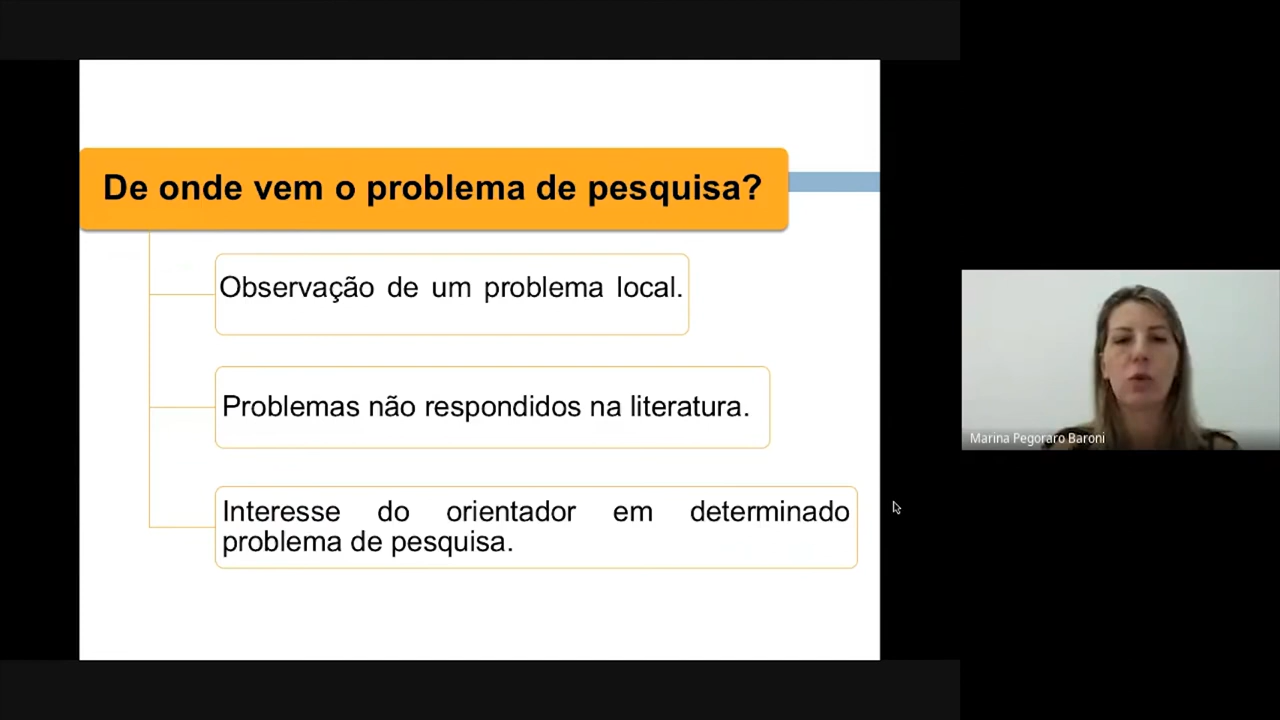 De onde vem o problema de pesquisa?
Observação de um problema local.
Problemas não respondidos na literatura.
Interesse do orientador em determinado
problema de pesquisa.
Marina Pegoraro Baroni